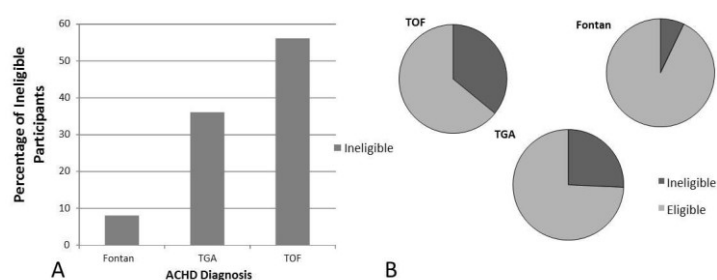 60
50
40
30
20
10
0
Percentage of Ineligible
Participants
Fontan
TGA
TOF
ACHD Diagnosis
Ineligible
A
TOF
Fontan
TGA
Ineligible
Eligible
B